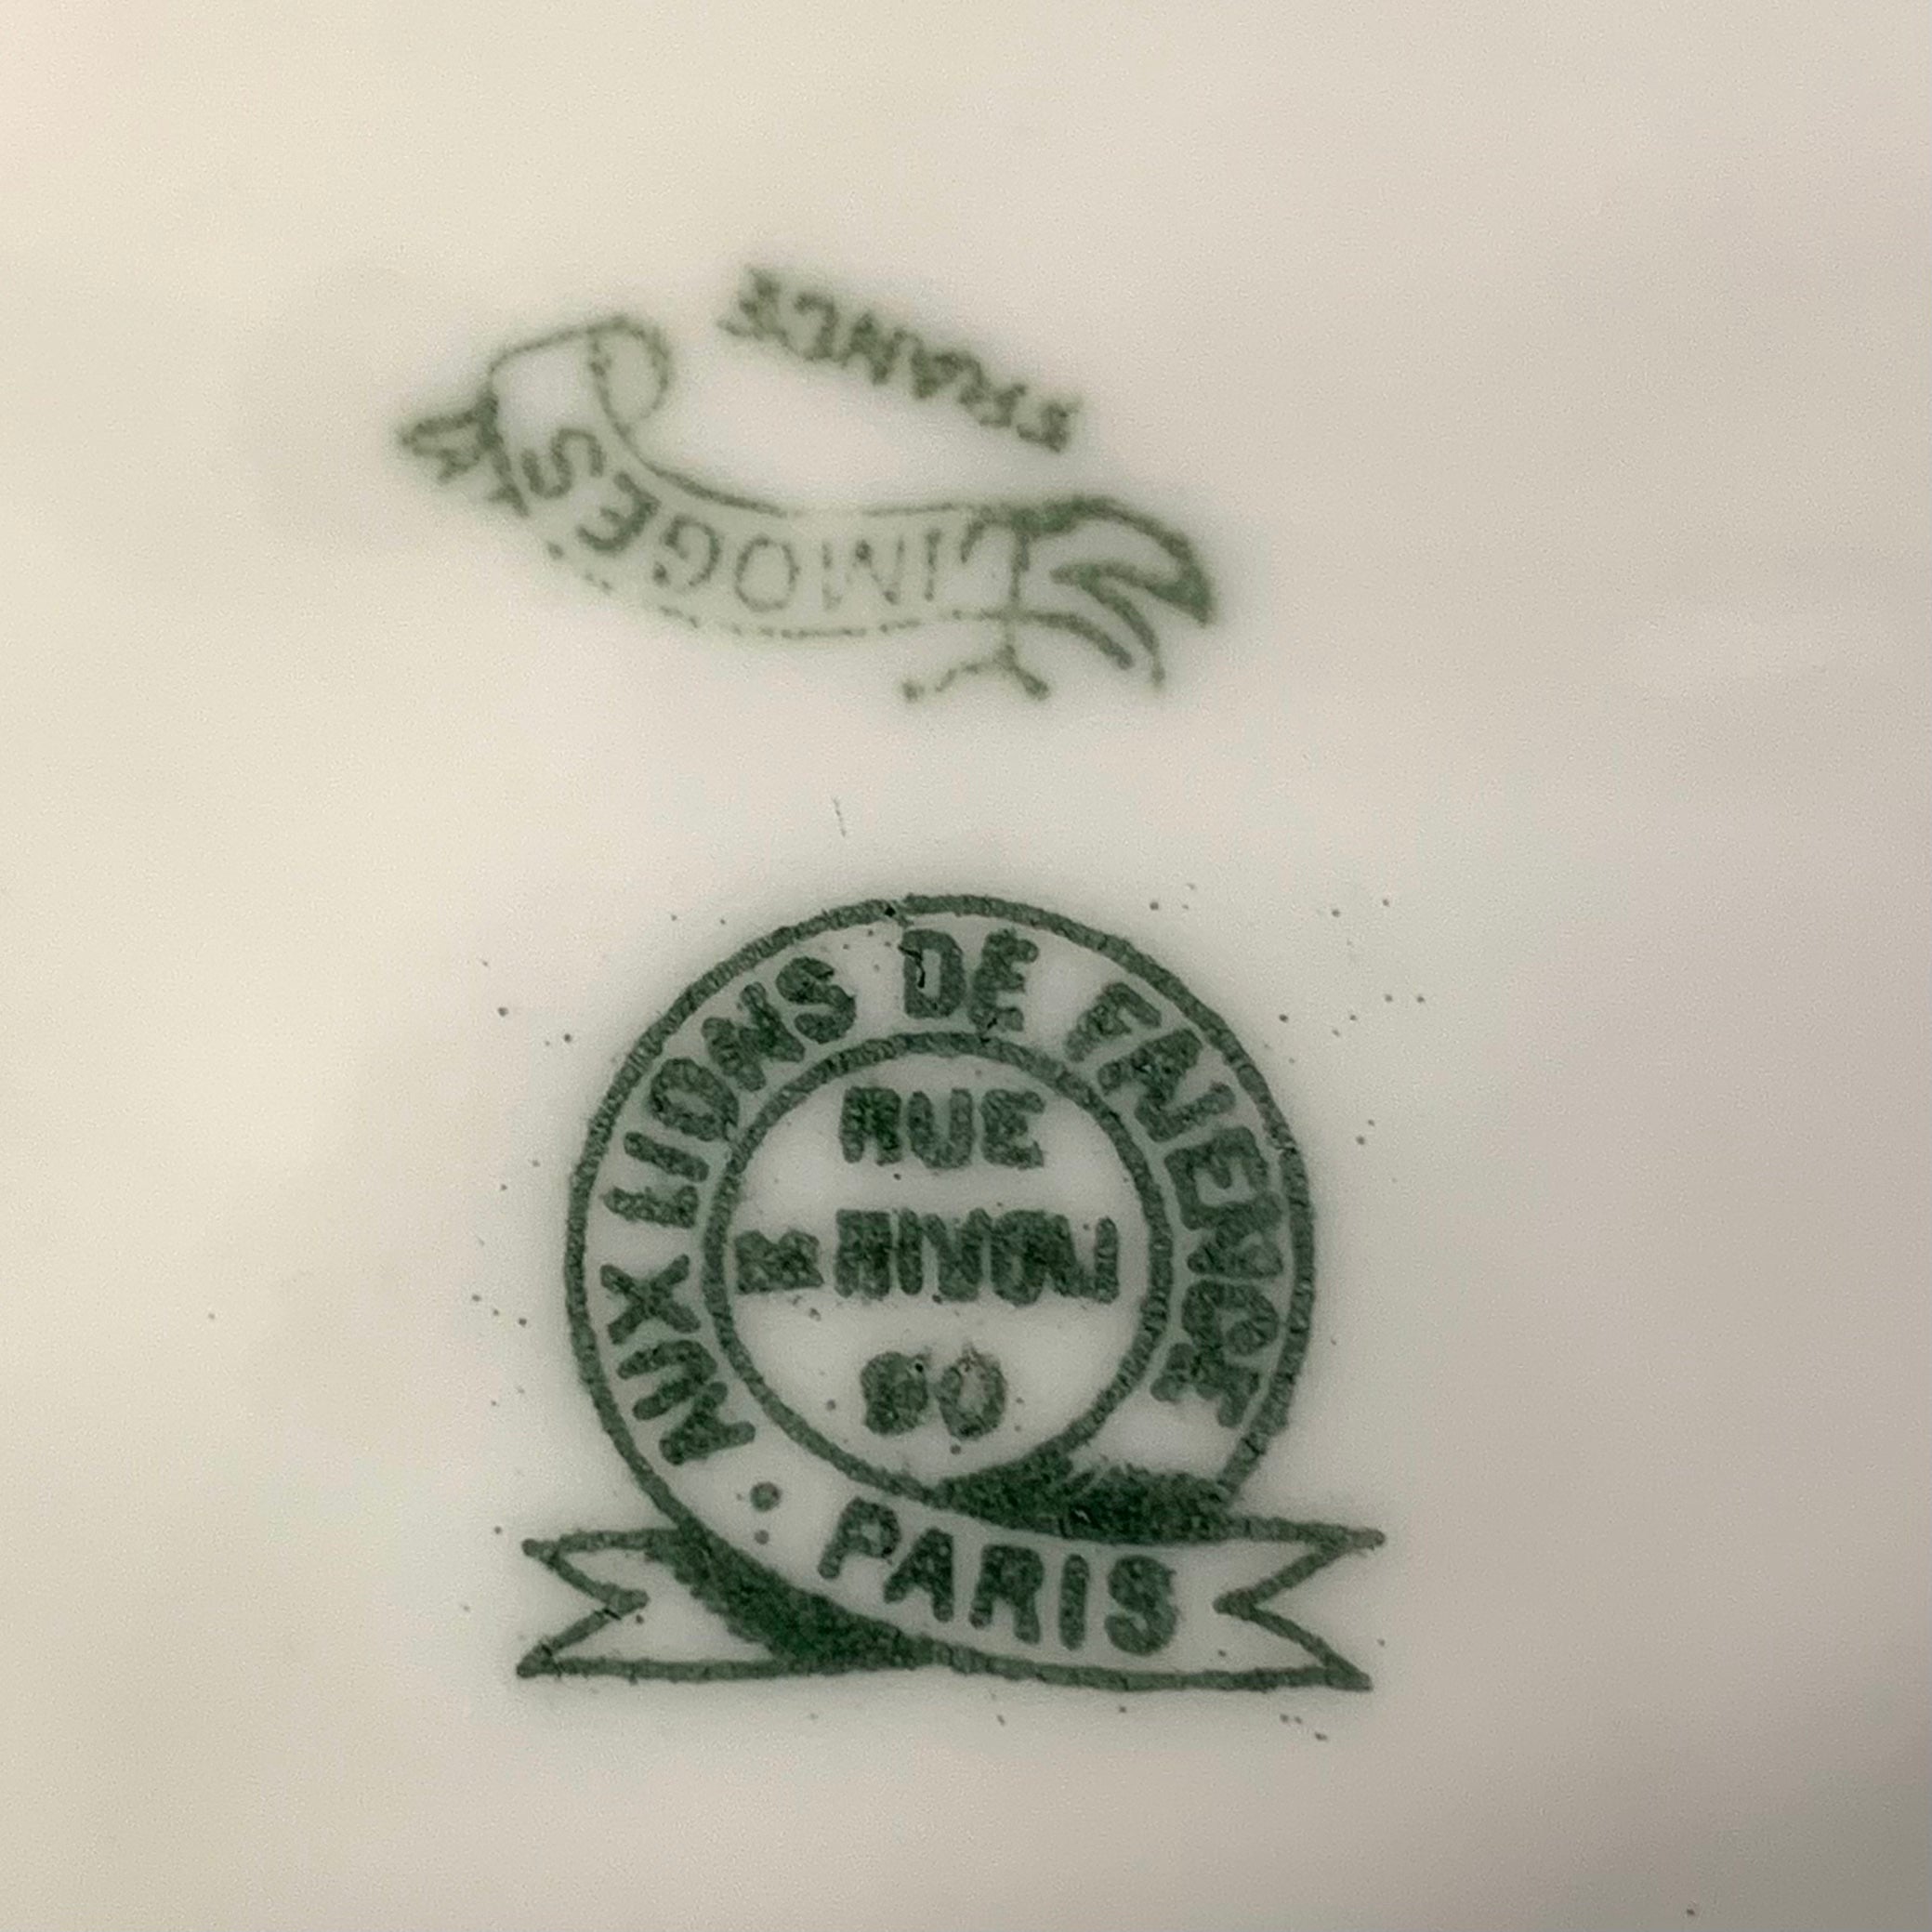 LIMOGES
FRANCE
AUX LIONS DE FAIENCE
RUE
DE RIVOLI
90
• PARIS